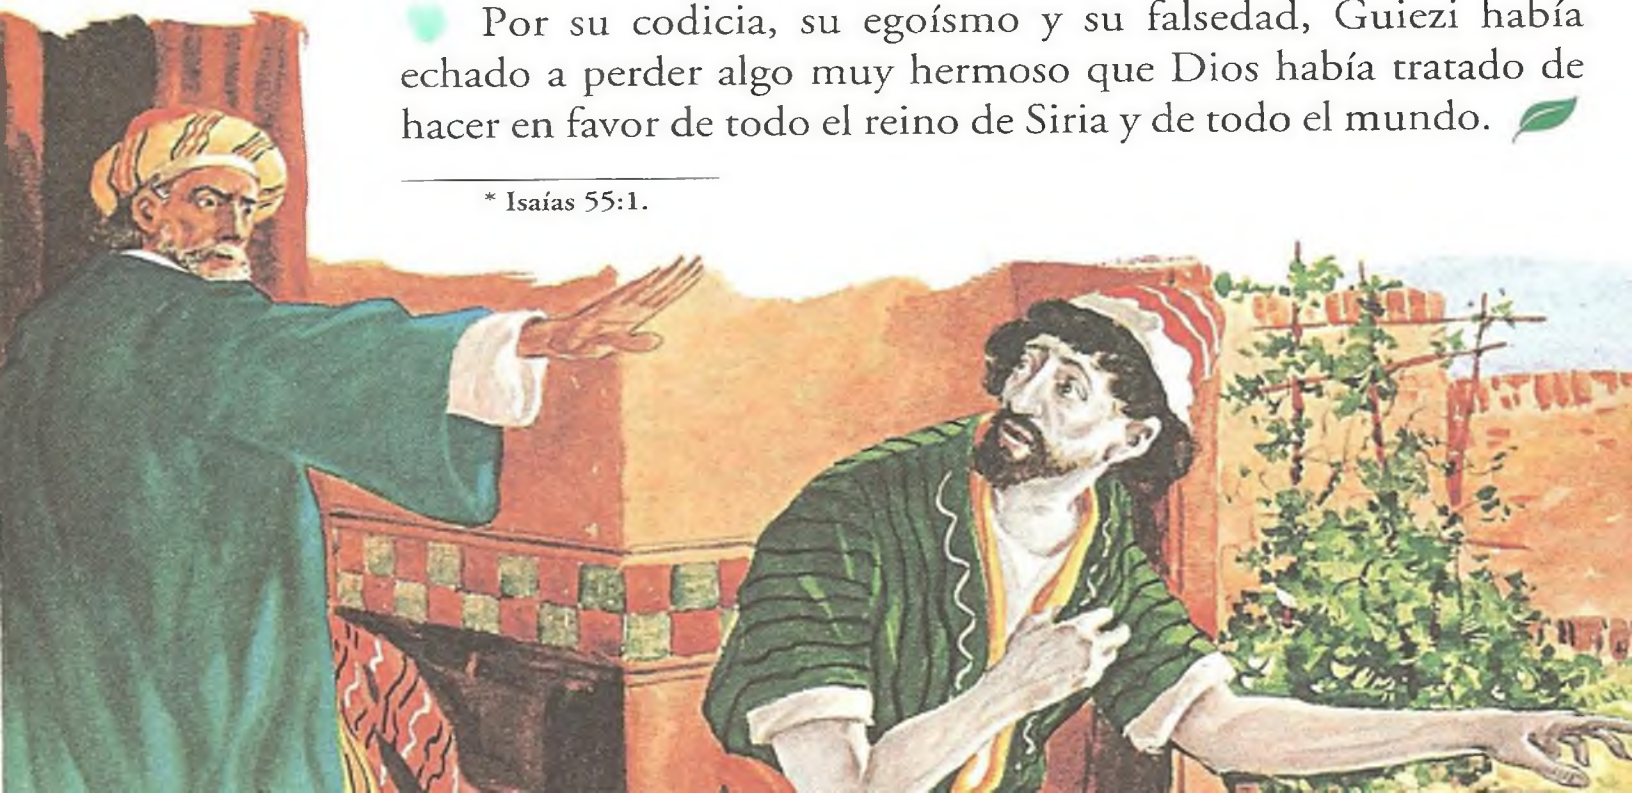 Por su codicia, su egoísmo y su falsedad, Guiezi había
echado a perder algo muy hermoso que Dios había tratado de
hacer en favor de todo el reino de Siria y de todo el mundo.
* Isaías 55:1.